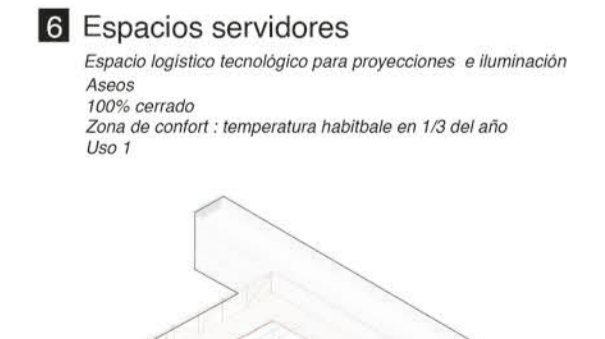 6 Espacios servidores
Espacio logístico tecnológico para proyecciones e iluminación
Aseos
100% cerrado
Zona de confort : temperatura habitbale en 1/3 del año
Uso 1